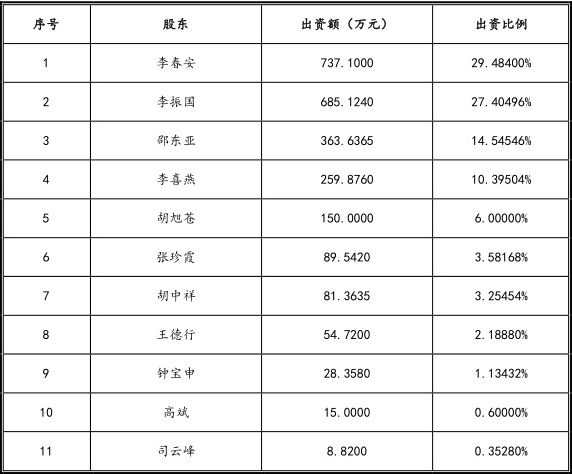 序号 股东 出资额（万元） 出资比例
1 李春安 737.1000 29.48400%
2 李振国 685.1240 27.40496%
3 邵东亚 363.6365 14.54546%
4 李喜燕 259.8760 10.39504%
5 胡旭苍 150.0000 6.00000%
6 张珍霞 89.5420 3.58168%
7 胡中祥 81.3635 3.25454%
8 王德行 54.7200 2.18880%
9 钟宝申 28.3580 1.13432%
10 高斌 15.0000 0.60000%
11 司云峰 8.8200 0.35280%